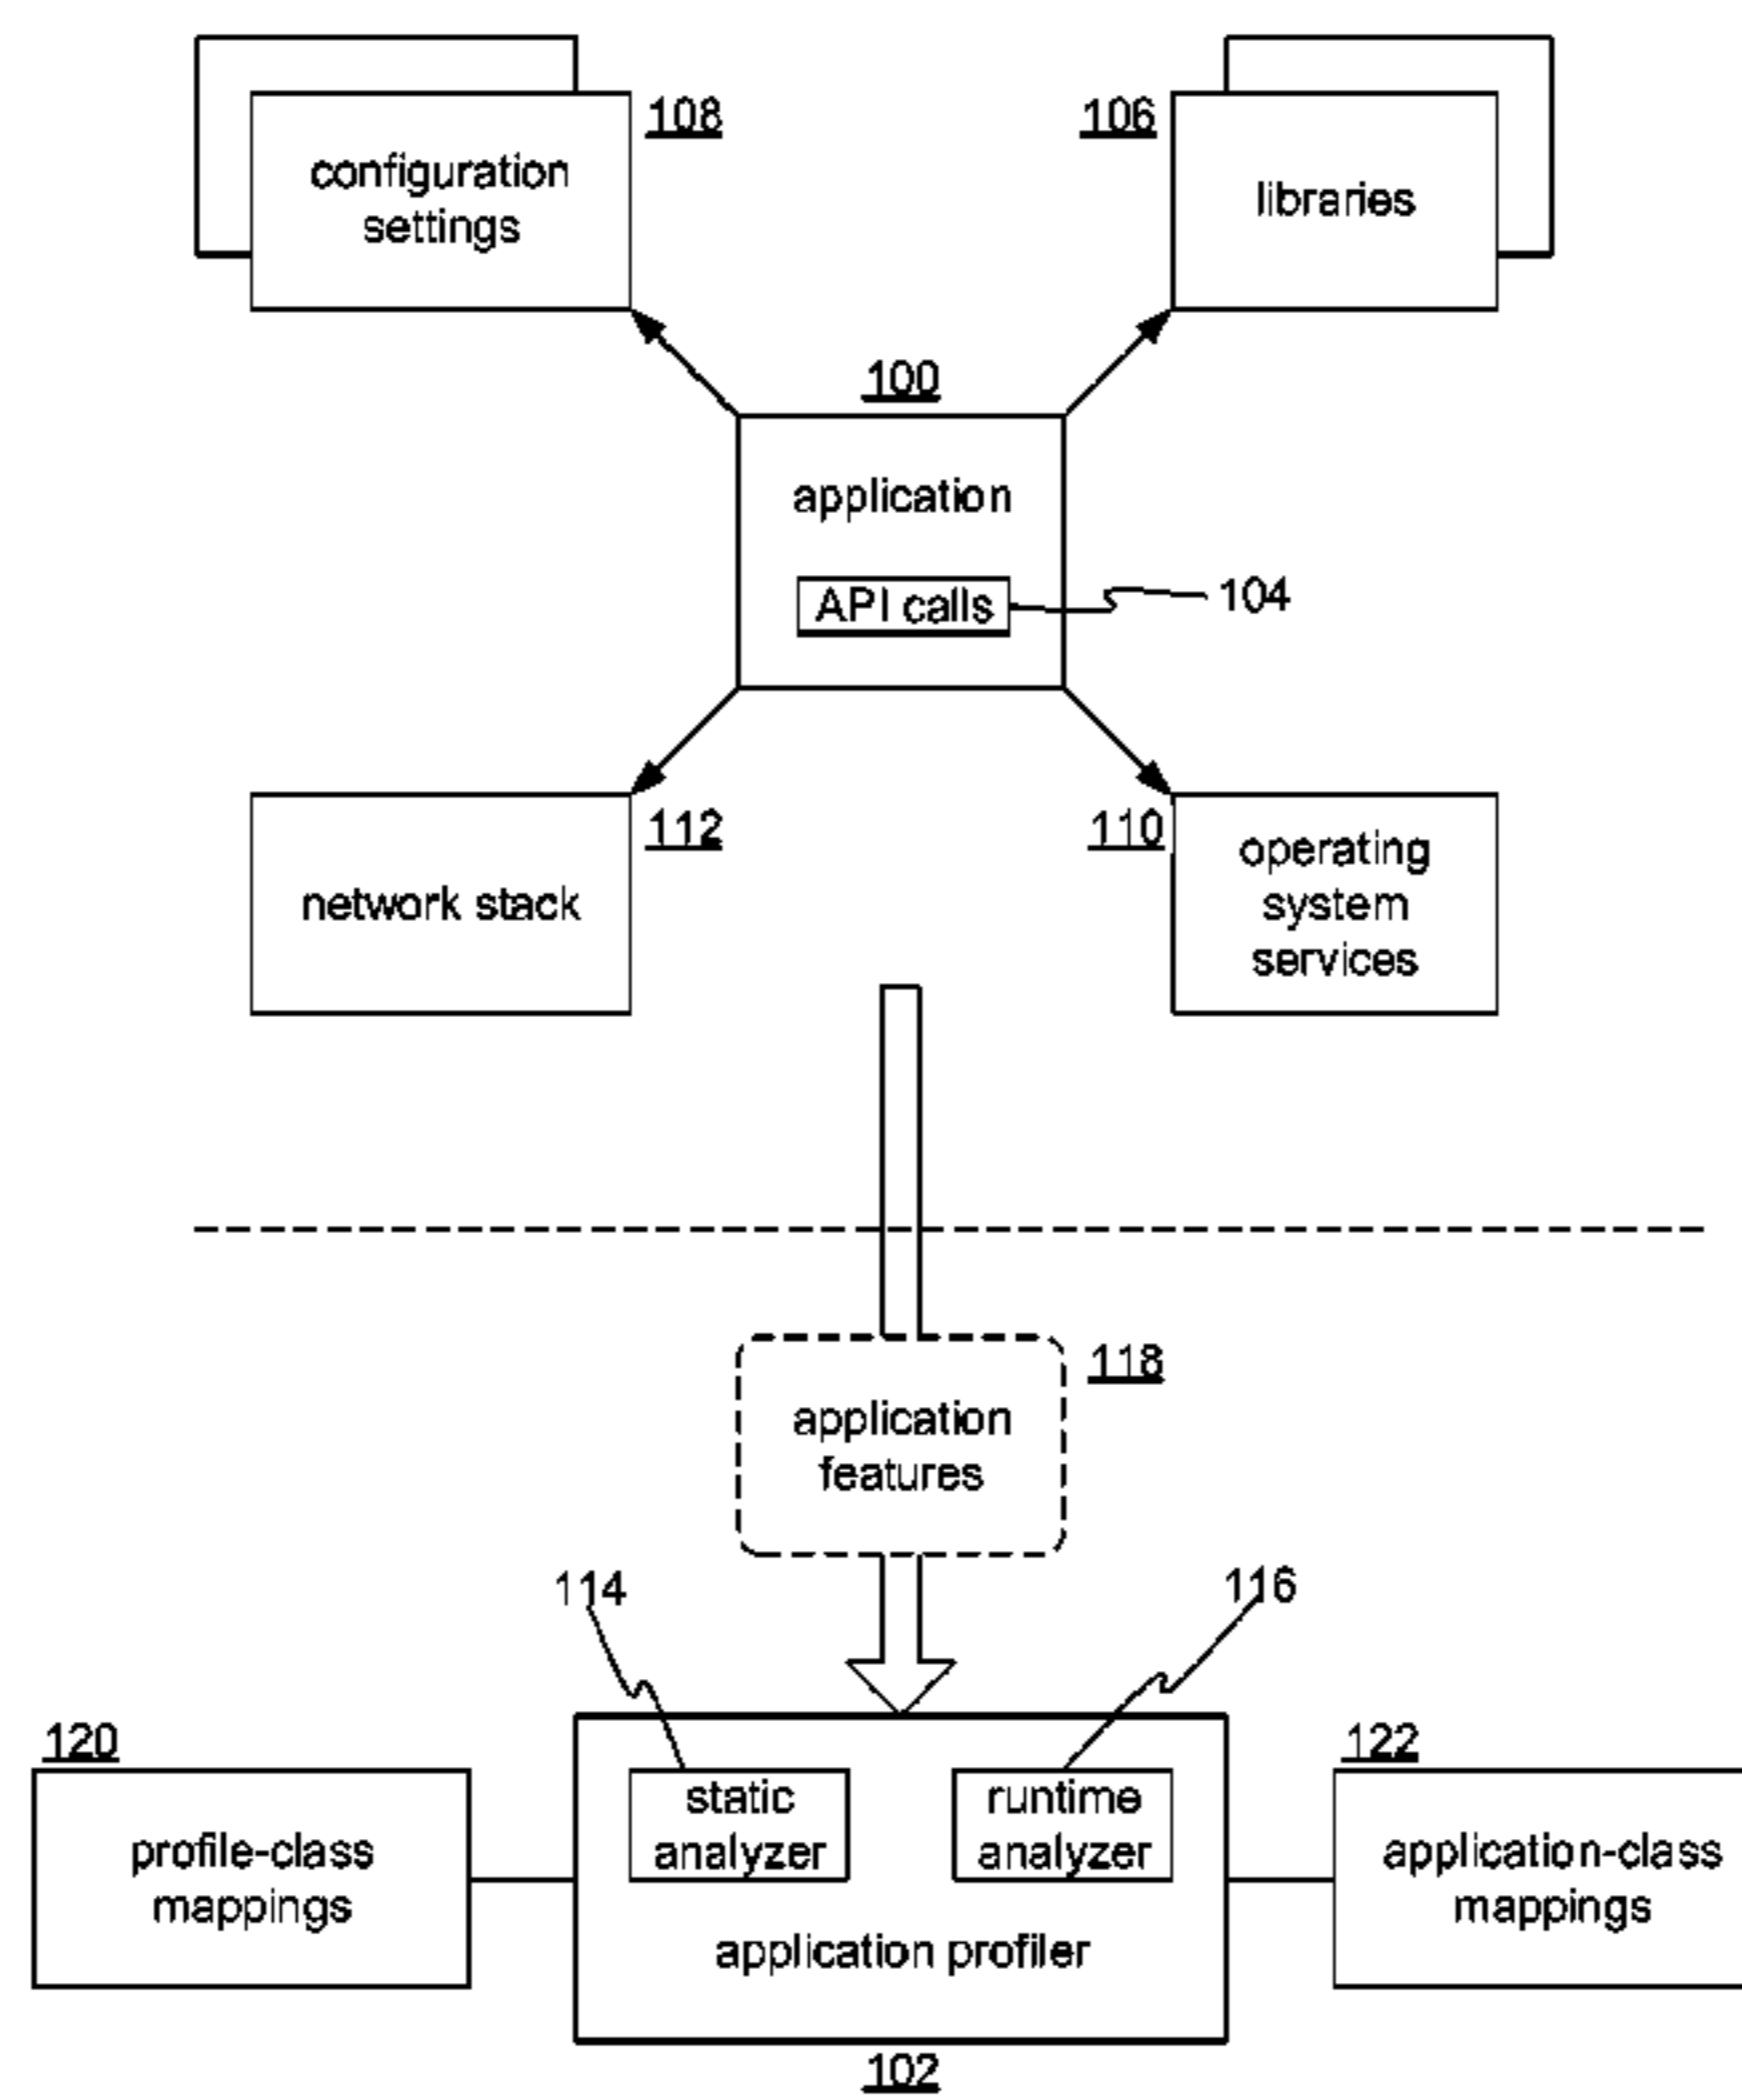 108
106
configuration
settings
libraries
100
application
API calls
104
112
110
network stack
operating
system
services
118
application
features
114
116
120
122
static
analyzer
runtime
analyzer
profile-class
mappings
application-class
mappings
application profiler
102